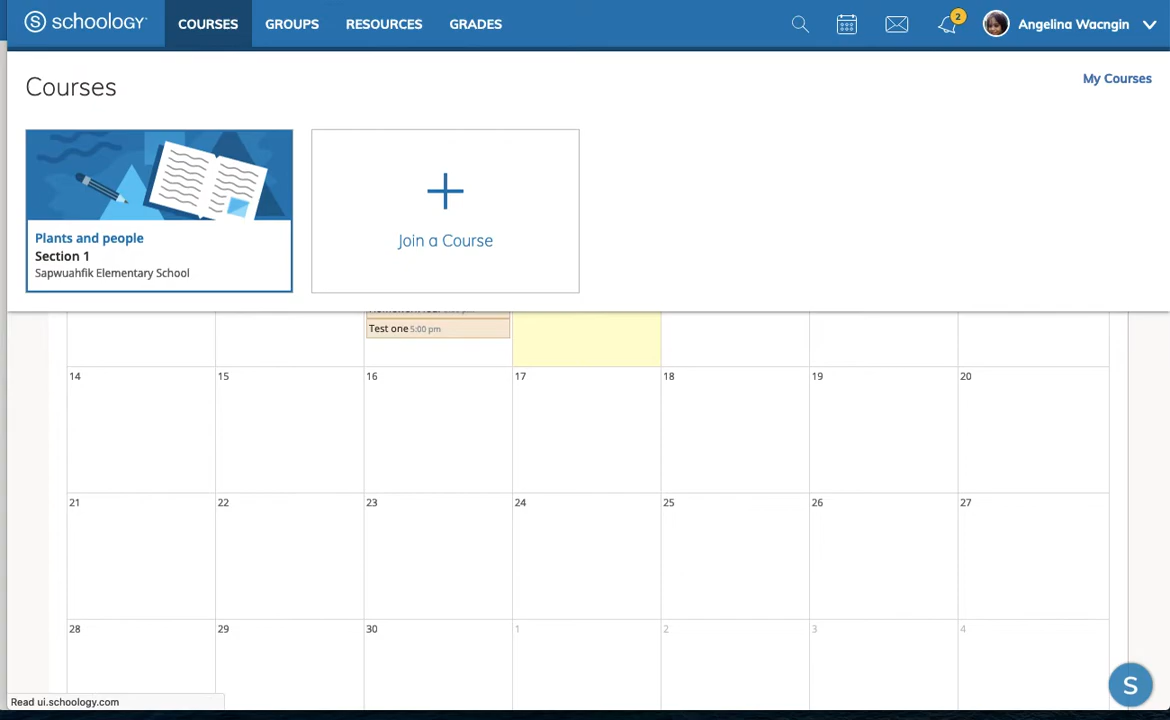 schoology
COURSES
GROUPS
RESOURCES
GRADES
2
Angelina Wacngin
Courses
My Courses
Plants and people
Section 1
Sapwuahfik Elementary School
Join a Course
Test one 5:00 pm
14 15 16 17 18 19 20
21 22 23 24 25 26 27
28 29 30 1 2 3 4
Read ui.schoology.com
S